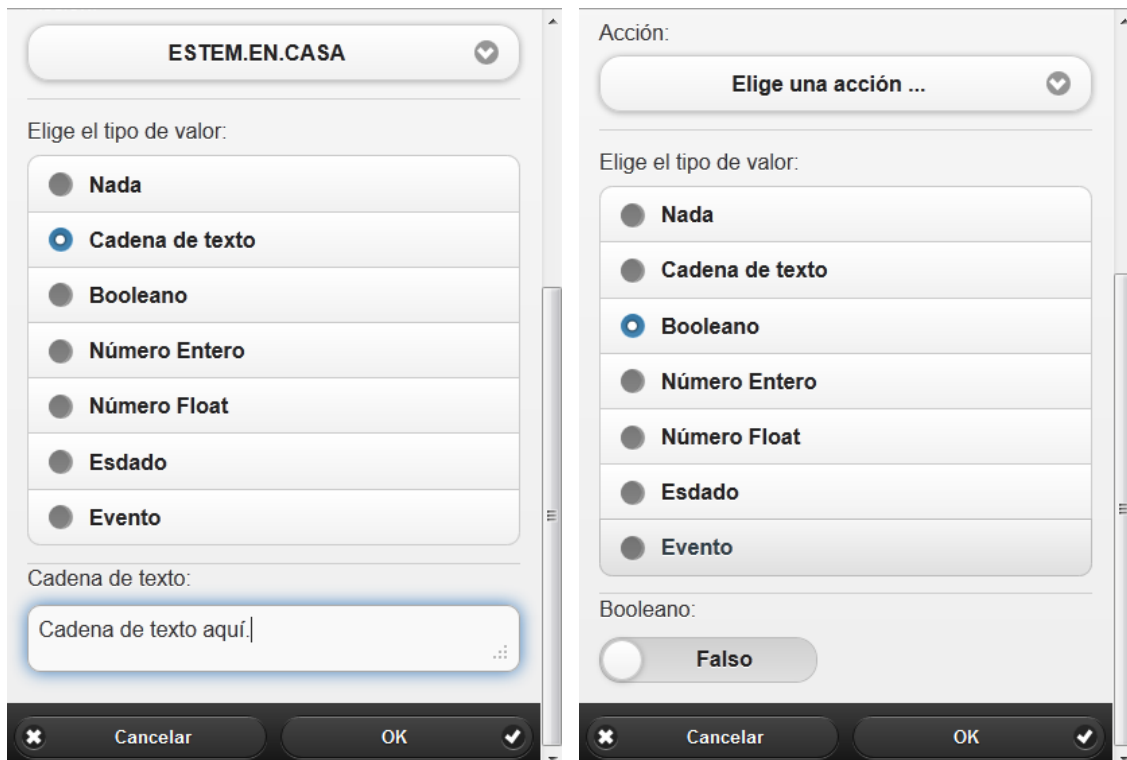 ESTEM.EN.CASA
Elige el tipo de valor:
Nada
Cadena de texto
Booleano
Número Entero
Número Float
Esdado
Evento
Cadena de texto:
Cadena de texto aquí.
Cancelar
OK
Acción:
Elige una acción ...
Elige el tipo de valor:
Nada
Cadena de texto
Booleano
Número Entero
Número Float
Esdado
Evento
Booleano:
Falso
Cancelar
OK